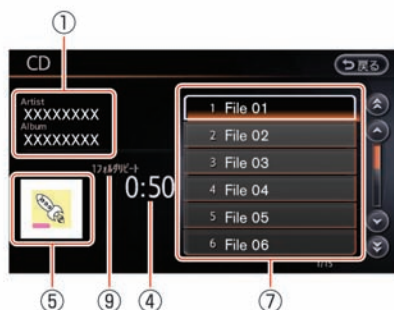 ①
CD
戻る
Artist
XXXXXXXX
Album
XXXXXXXX
1フォルダリピート
0:50
1 File 01
2 File 02
3 File 03
4 File 04
5 File 05
6 File 06
1/15
⑤
⑨
④
⑦